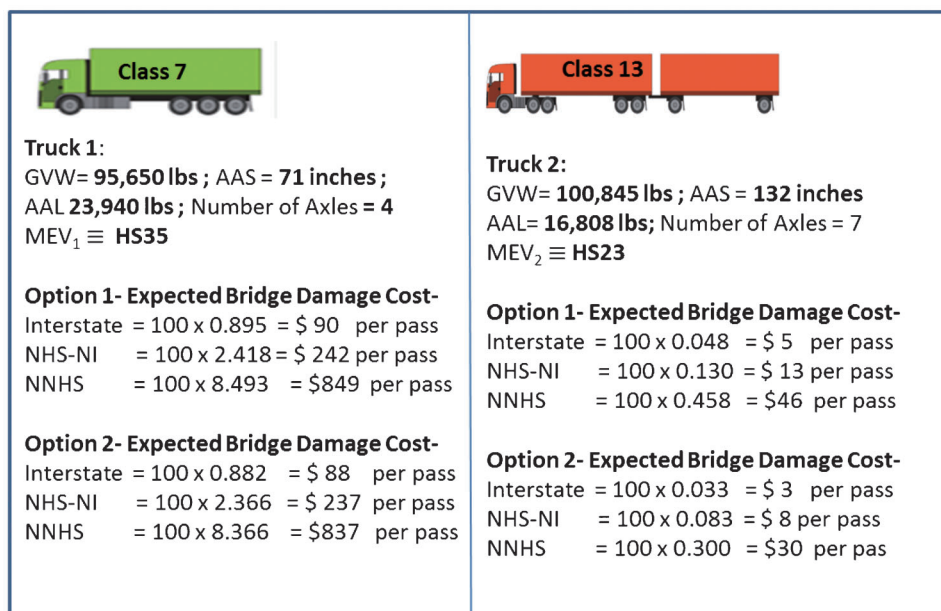 Class 7
Truck 1:
GVW= 95,650 lbs ; AAS = 71 inches ;
AAL 23,940 lbs ; Number of Axles = 4
MEV₁ ≡ HS35
Option 1- Expected Bridge Damage Cost-
Interstate = 100 x 0.895 = $ 90 per pass
NHS-NI = 100 x 2.418 = $ 242 per pass
NNHS = 100 x 8.493 = $849 per pass
Option 2- Expected Bridge Damage Cost-
Interstate = 100 x 0.882 = $ 88 per pass
NHS-NI = 100 x 2.366 = $ 237 per pass
NNHS = 100 x 8.366 = $837 per pass
Class 13
Truck 2:
GVW= 100,845 lbs ; AAS = 132 inches
AAL= 16,808 lbs; Number of Axles = 7
MEV₂ ≡ HS23
Option 1- Expected Bridge Damage Cost-
Interstate = 100 x 0.048 = $ 5 per pass
NHS-NI = 100 x 0.130 = $ 13 per pass
NNHS = 100 x 0.458 = $46 per pass
Option 2- Expected Bridge Damage Cost-
Interstate = 100 x 0.033 = $ 3 per pass
NHS-NI = 100 x 0.083 = $ 8 per pass
NNHS = 100 x 0.300 = $30 per pas